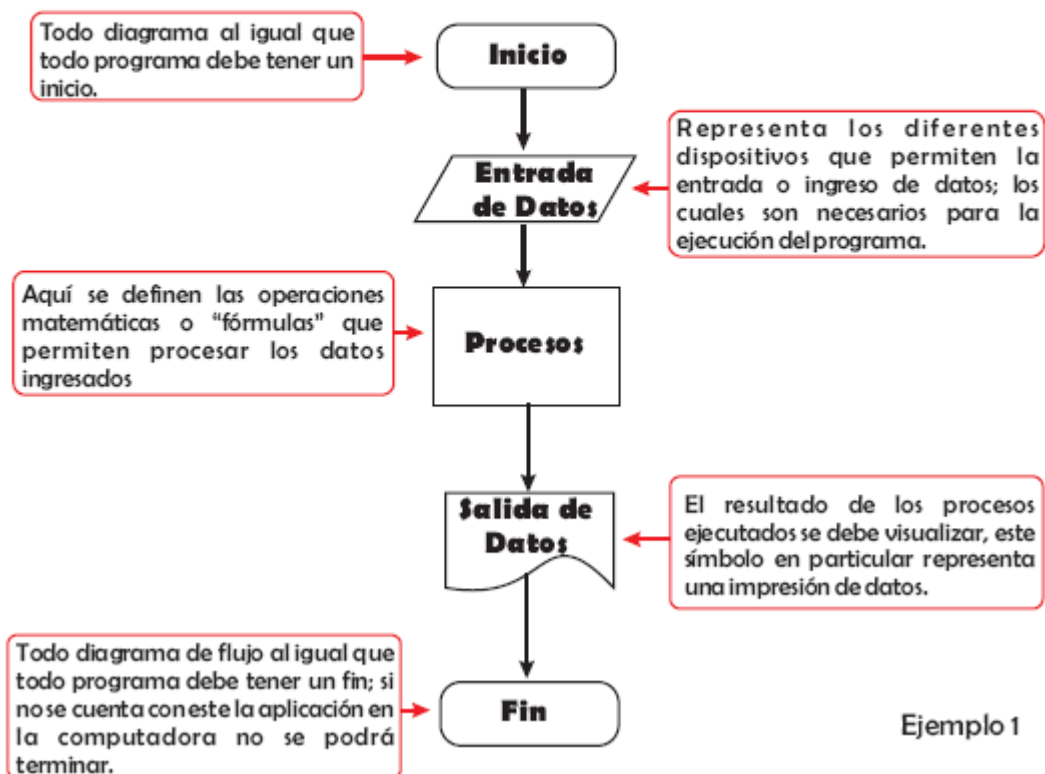 Todo diagrama al igual que
todo programa debe tener un
inicio.
Inicio
Representa los diferentes
dispositivos que permiten la
entrada o ingreso de datos; los
cuales son necesarios para la
ejecución del programa.
Entrada
de Datos
Aquí se definen las operaciones
matemáticas o “fórmulas” que
permiten procesar los datos
ingresados
Procesos
Salida de
Datos
El resultado de los procesos
ejecutados se debe visualizar, este
símbolo en particular representa
una impresión de datos.
Todo diagrama de flujo al igual que
todo programa debe tener un fin; si
no se cuenta con este la aplicación en
la computadora no se podrá
terminar.
Fin
Ejemplo 1